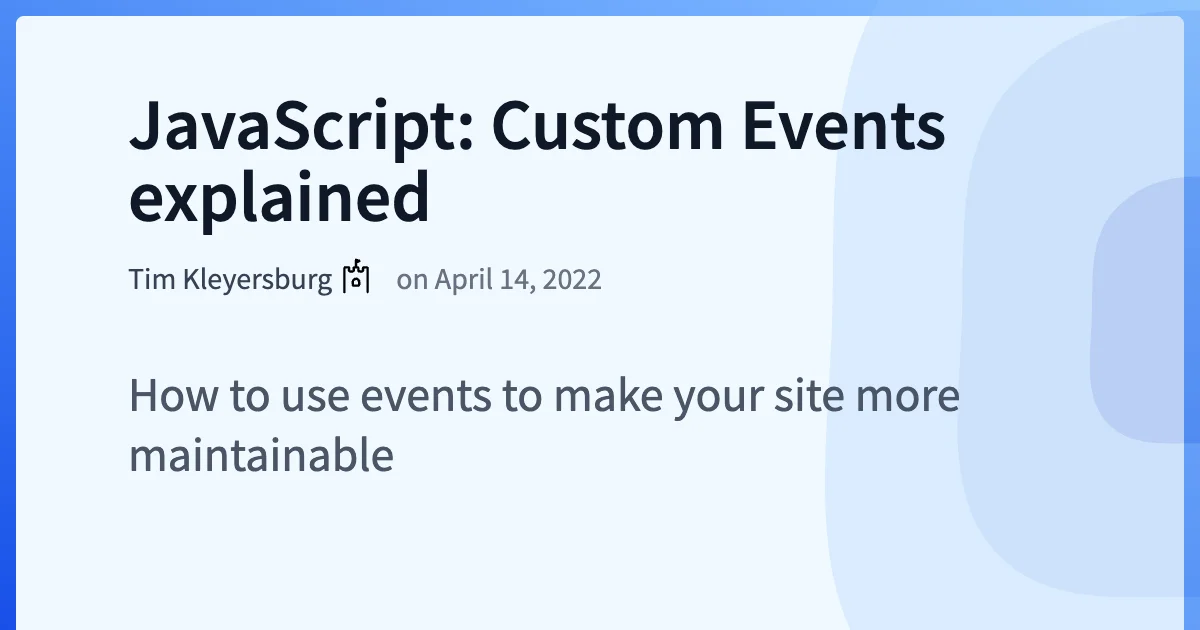 JavaScript: Custom Events
explained
Tim Kleyersburg on April 14, 2022
How to use events to make your site more
maintainable